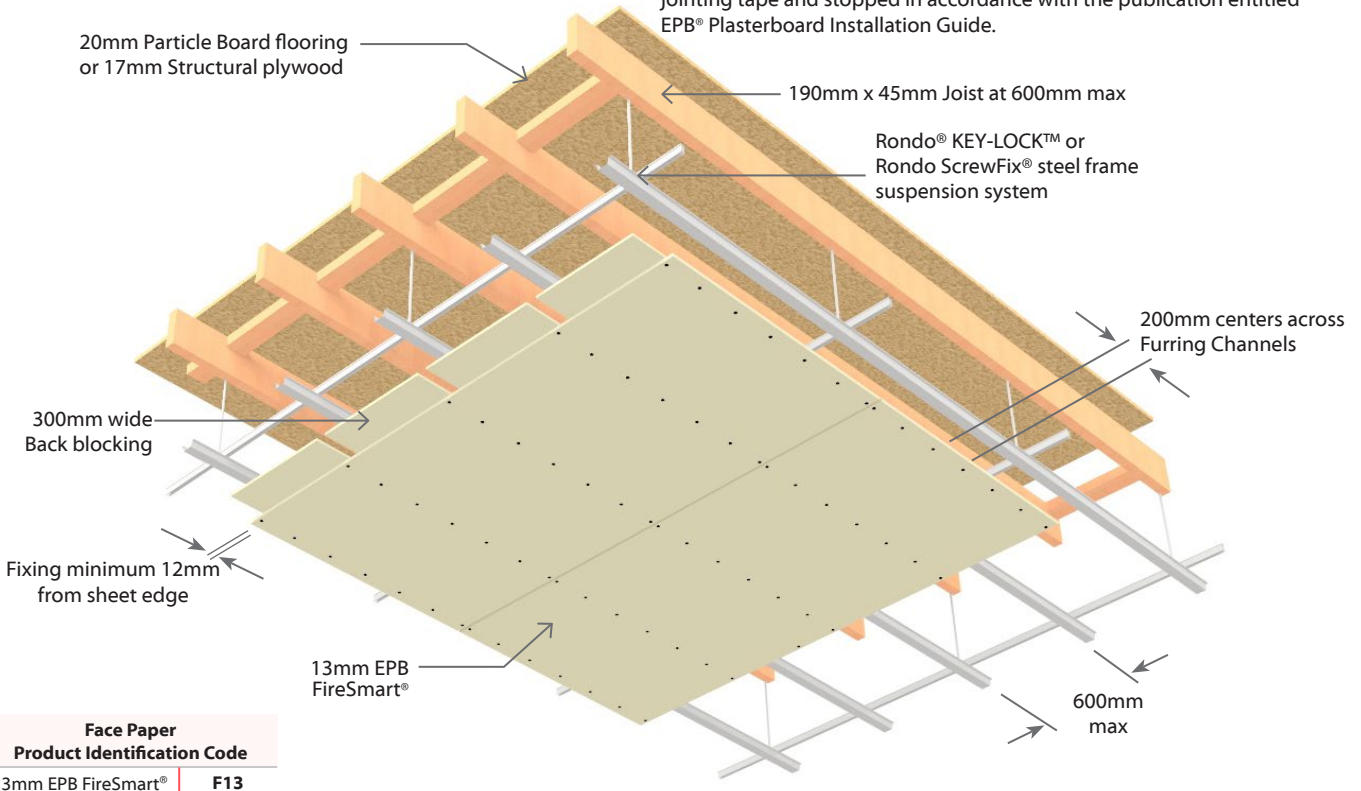 jointing tape and stopped in accordance with the publication entitled
EPB® Plasterboard Installation Guide.
20mm Particle Board flooring
or 17mm Structural plywood
190mm x 45mm Joist at 600mm max
Rondo® KEY-LOCK™ or
Rondo ScrewFix® steel frame
suspension system
200mm centers across
Furring Channels
300mm wide
Back blocking
Fixing minimum 12mm
from sheet edge
13mm EPB
FireSmart®
600mm
max
Face Paper
Product Identification Code
3mm EPB FireSmart® F13